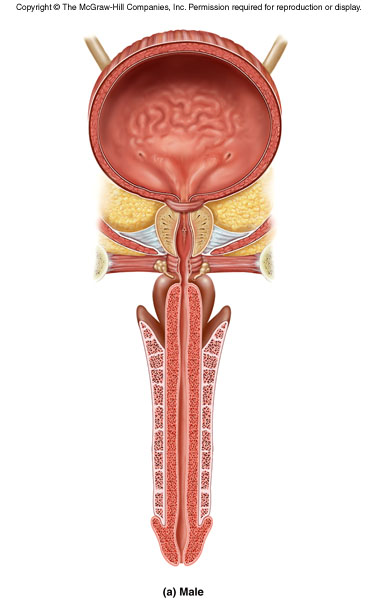 Copyright © The McGraw-Hill Companies, Inc. Permission required for reproduction or display.
(a) Male